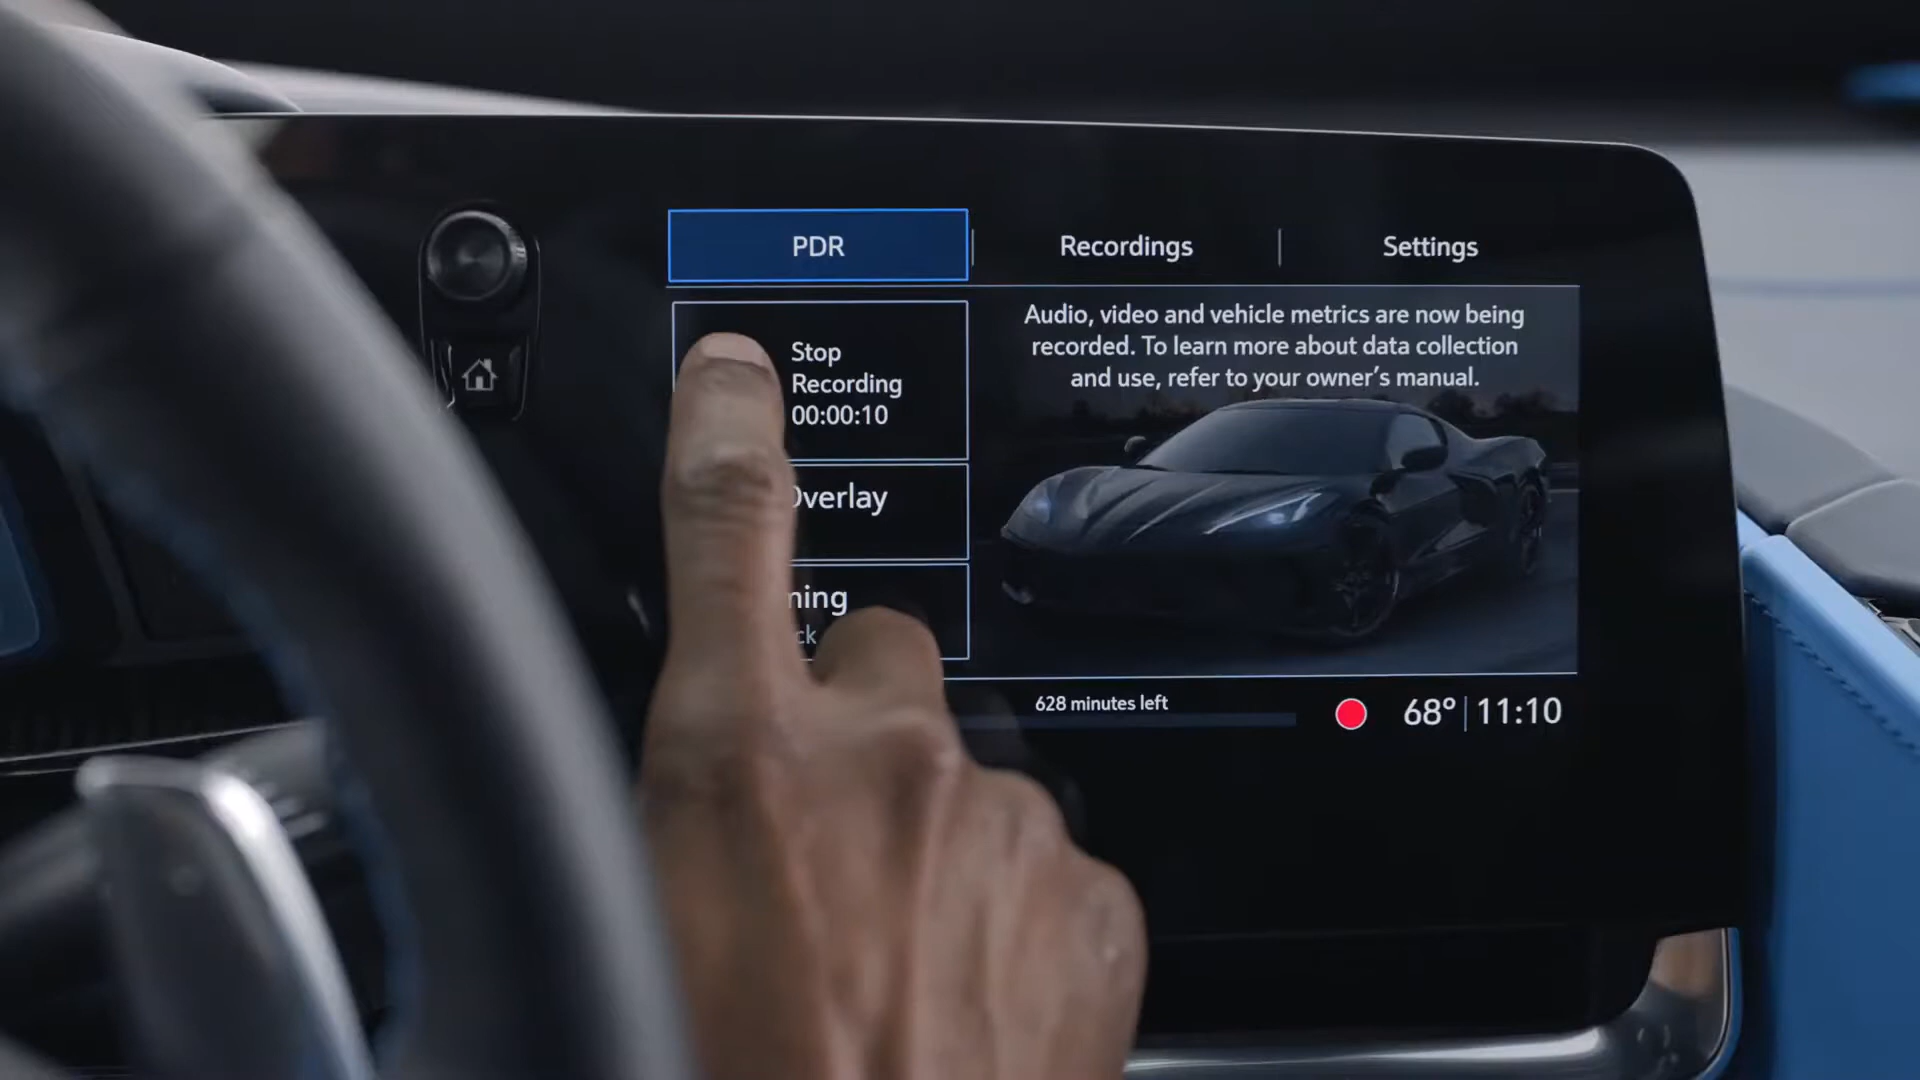 PDR
Recordings
Settings
Stop
Recording
00:00:10
Audio, video and vehicle metrics are now being
recorded. To learn more about data collection
and use, refer to your owner's manual.
628 minutes left
68° 11:10